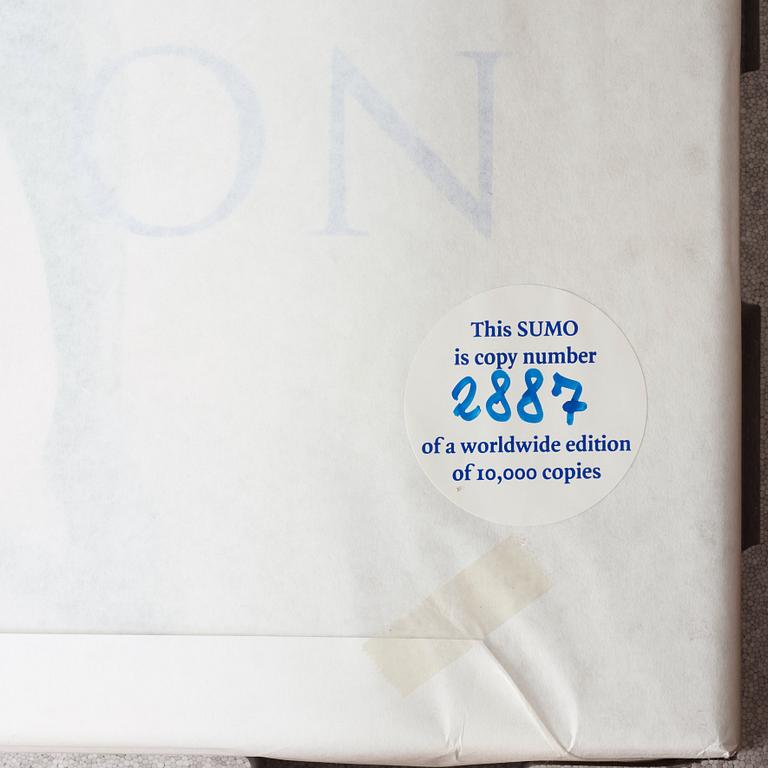 ON
This SUMO
is copy number
2887
of a worldwide edition
of 10,000 copies